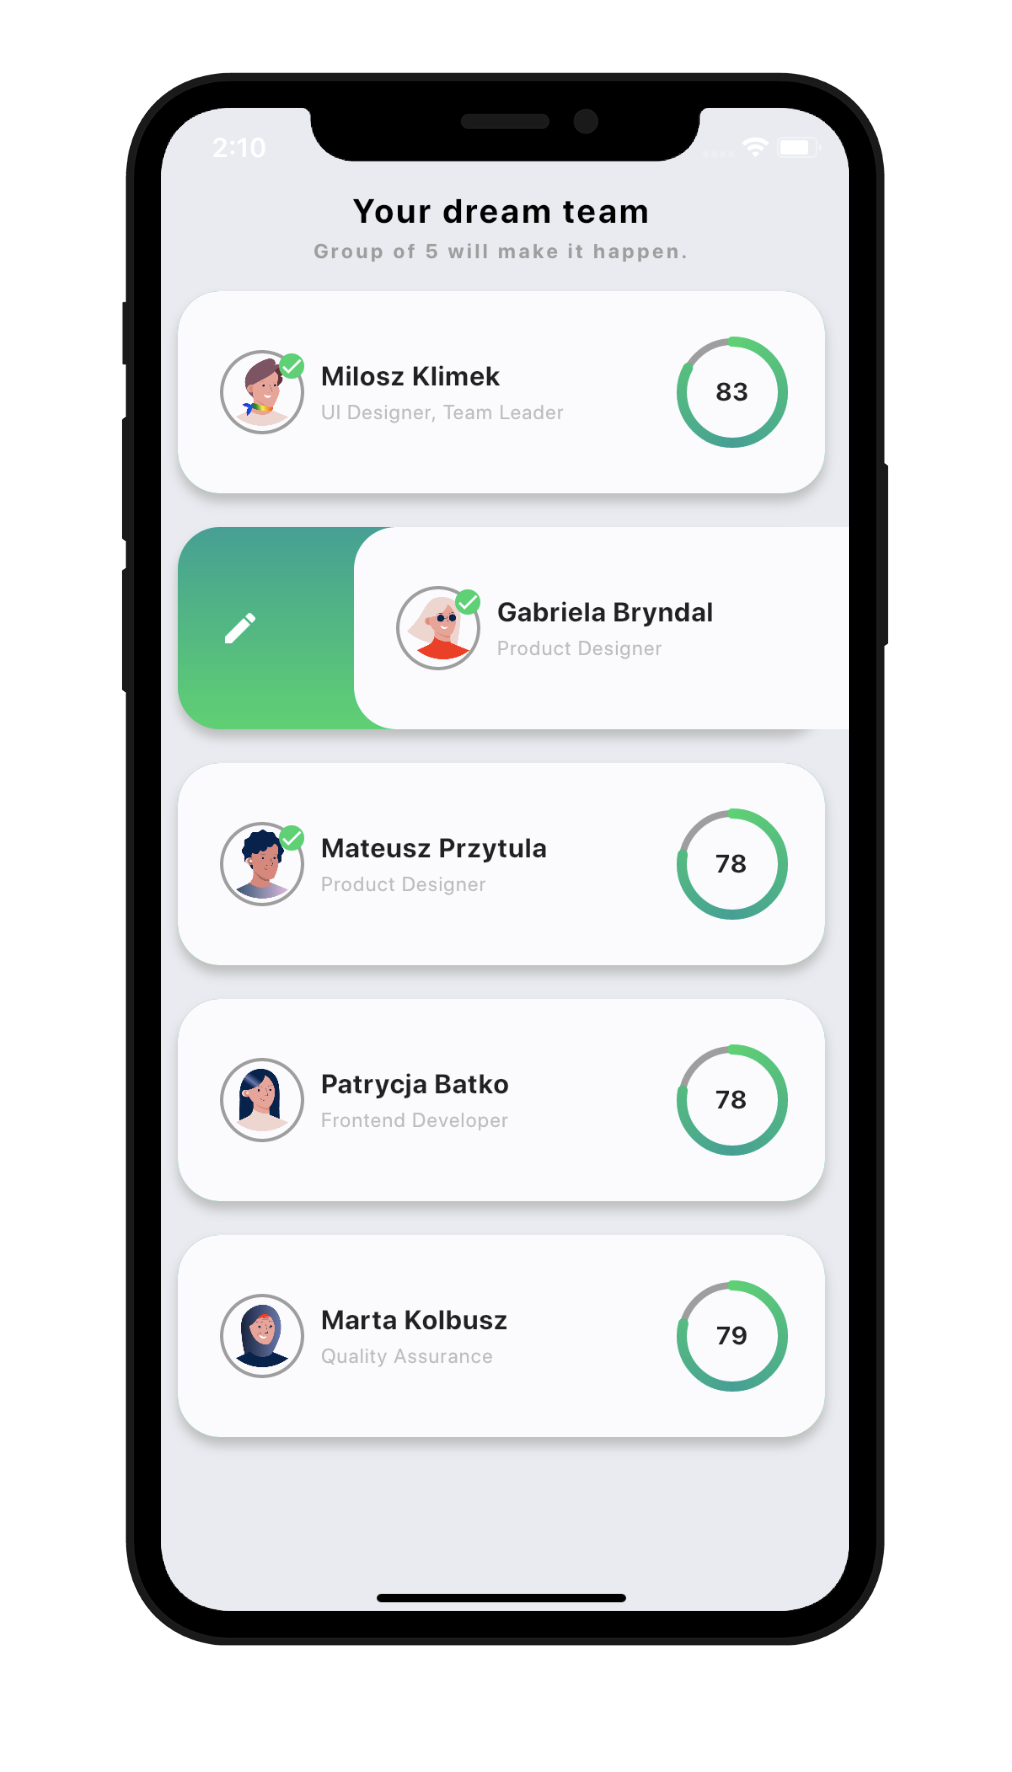 2:10
Your dream team
Group of 5 will make it happen.
Milosz Klimek
UI Designer, Team Leader
83
Gabriela Bryndal
Product Designer
Mateusz Przytula
Product Designer
78
Patrycja Batko
Frontend Developer
78
Marta Kolbusz
Quality Assurance
79